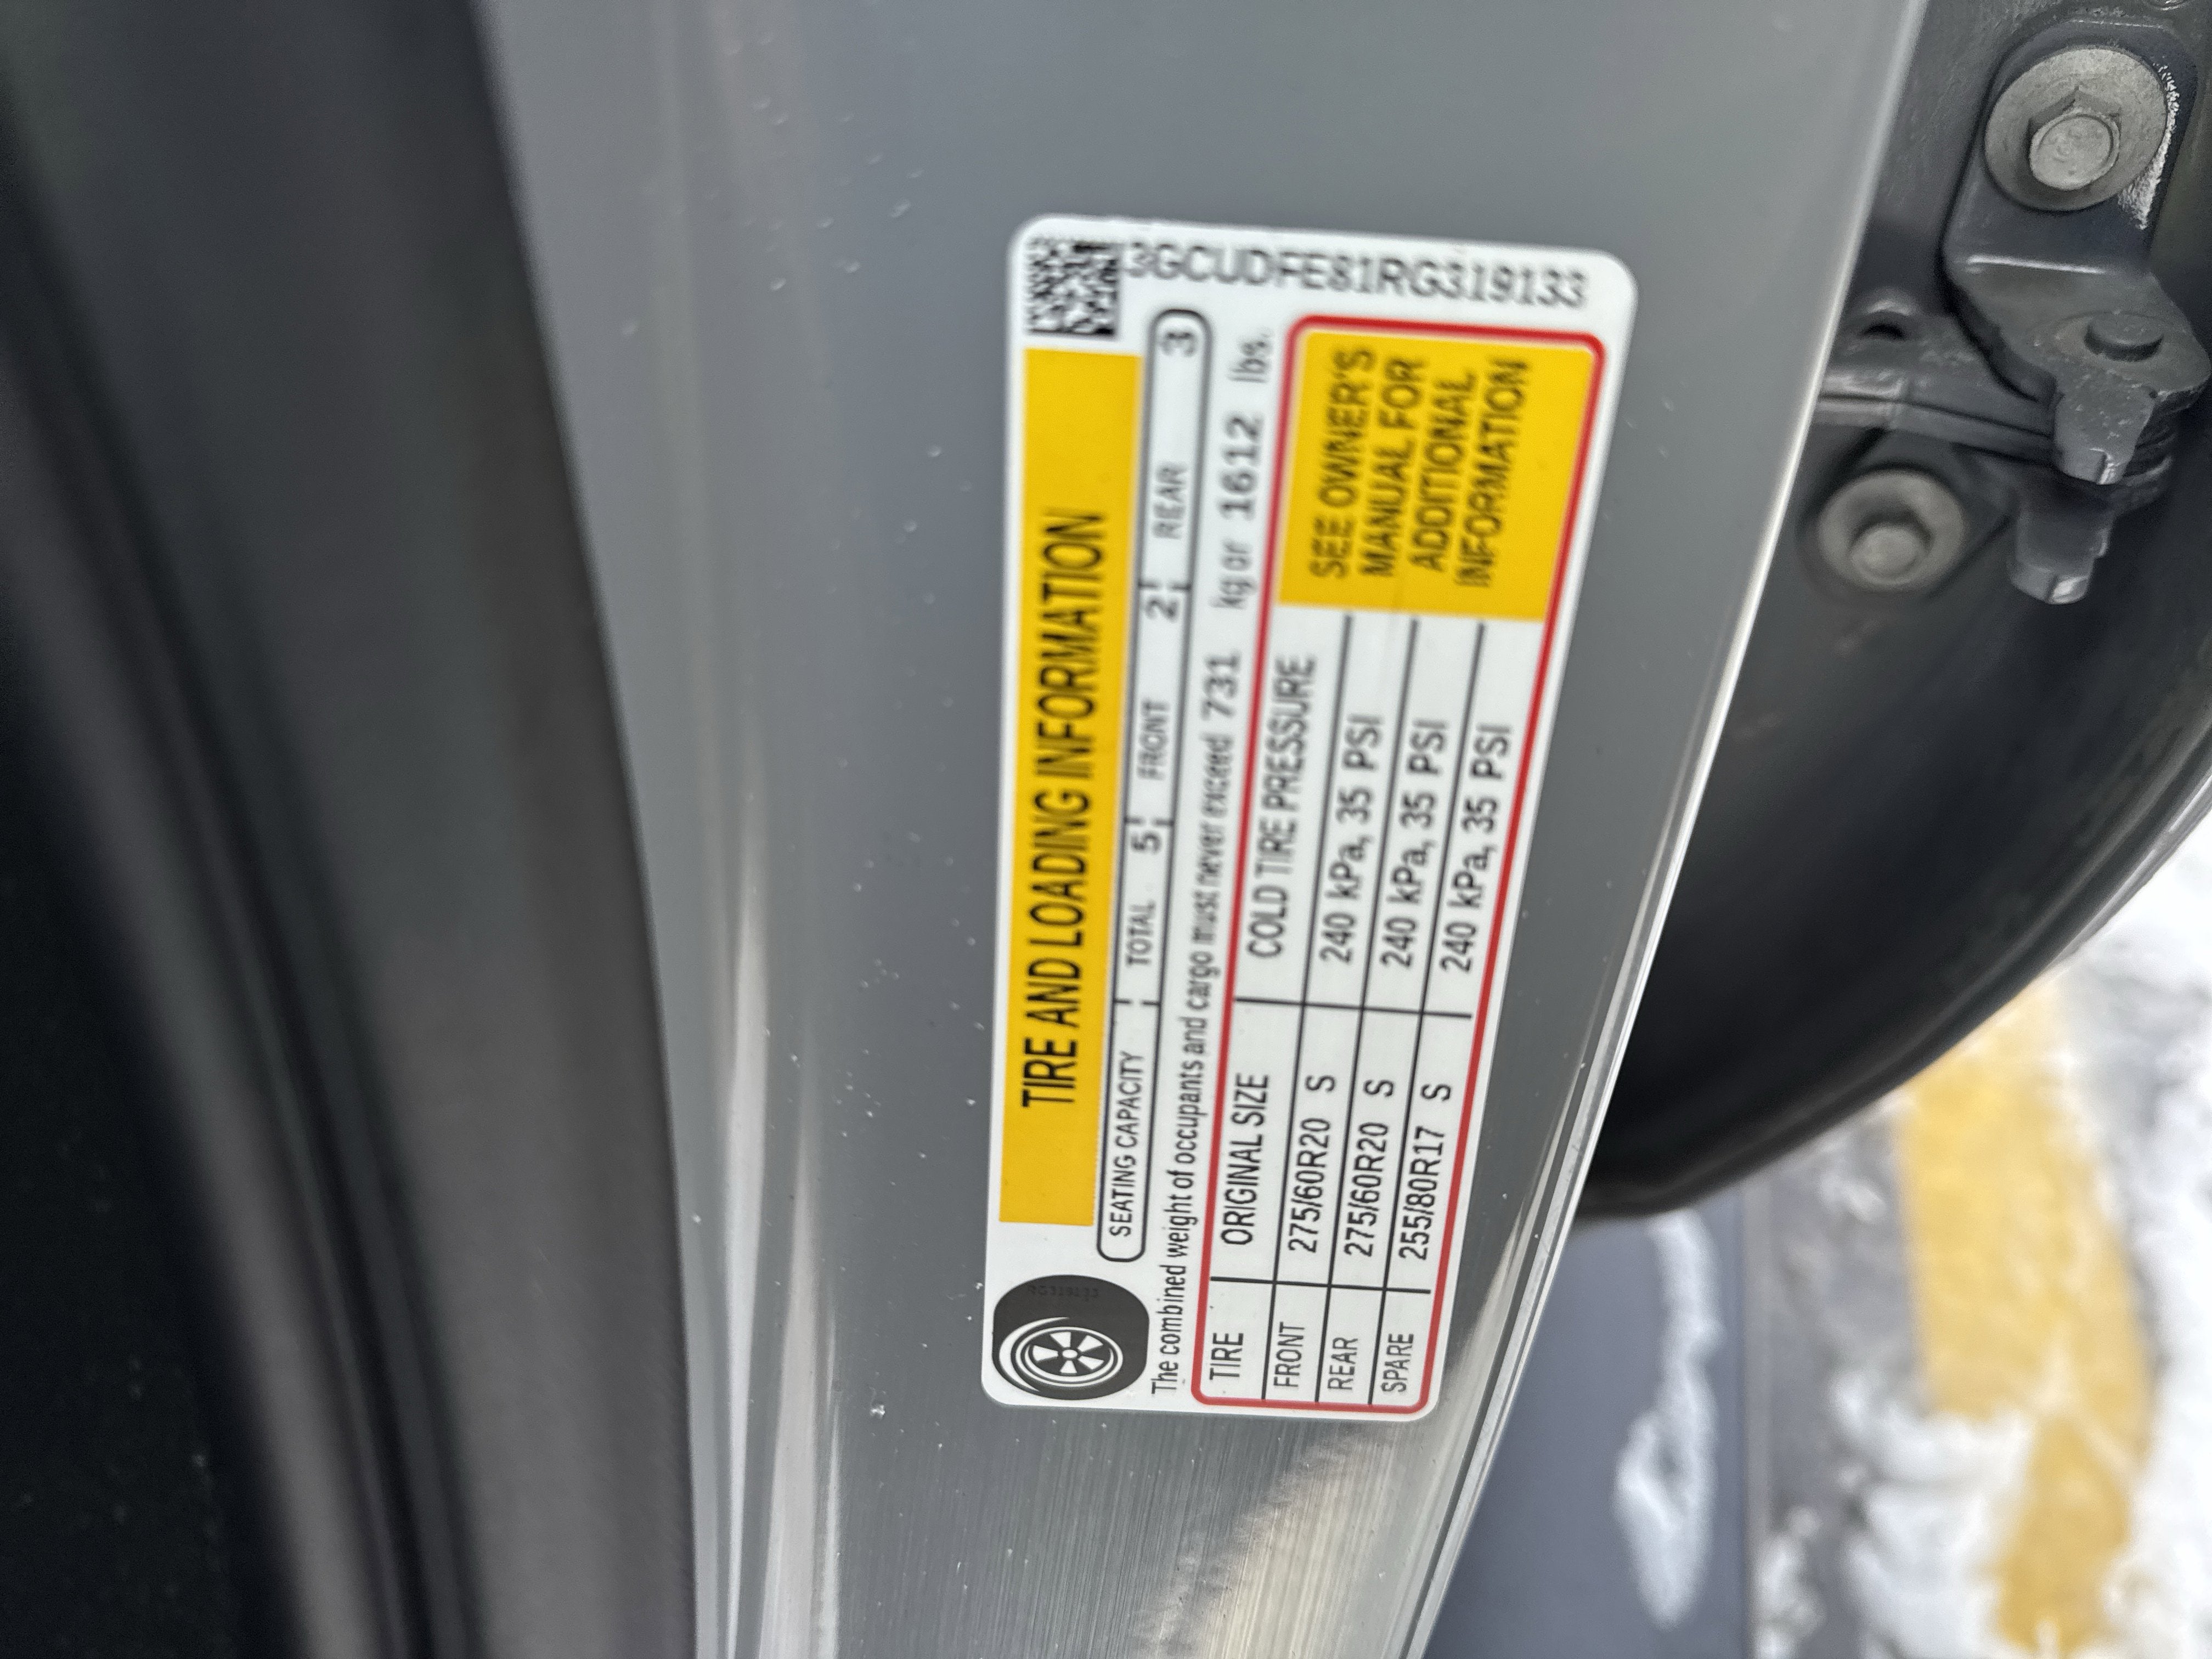 3GCUDFE81RG319133
TIRE AND LOADING INFORMATION
SEATING CAPACITY TOTAL 5 FRONT 2 REAR 3
The combined weight of occupants and cargo must never exceed 731 kg or 1612 lbs.
TIRE ORIGINAL SIZE COLD TIRE PRESSURE
FRONT 275/60R20 S 240 kPa, 35 PSI
REAR 275/60R20 S 240 kPa, 35 PSI
SPARE 255/80R17 S 240 kPa, 35 PSI
SEE OWNER'S
MANUAL FOR
ADDITIONAL
INFORMATION
RG319133